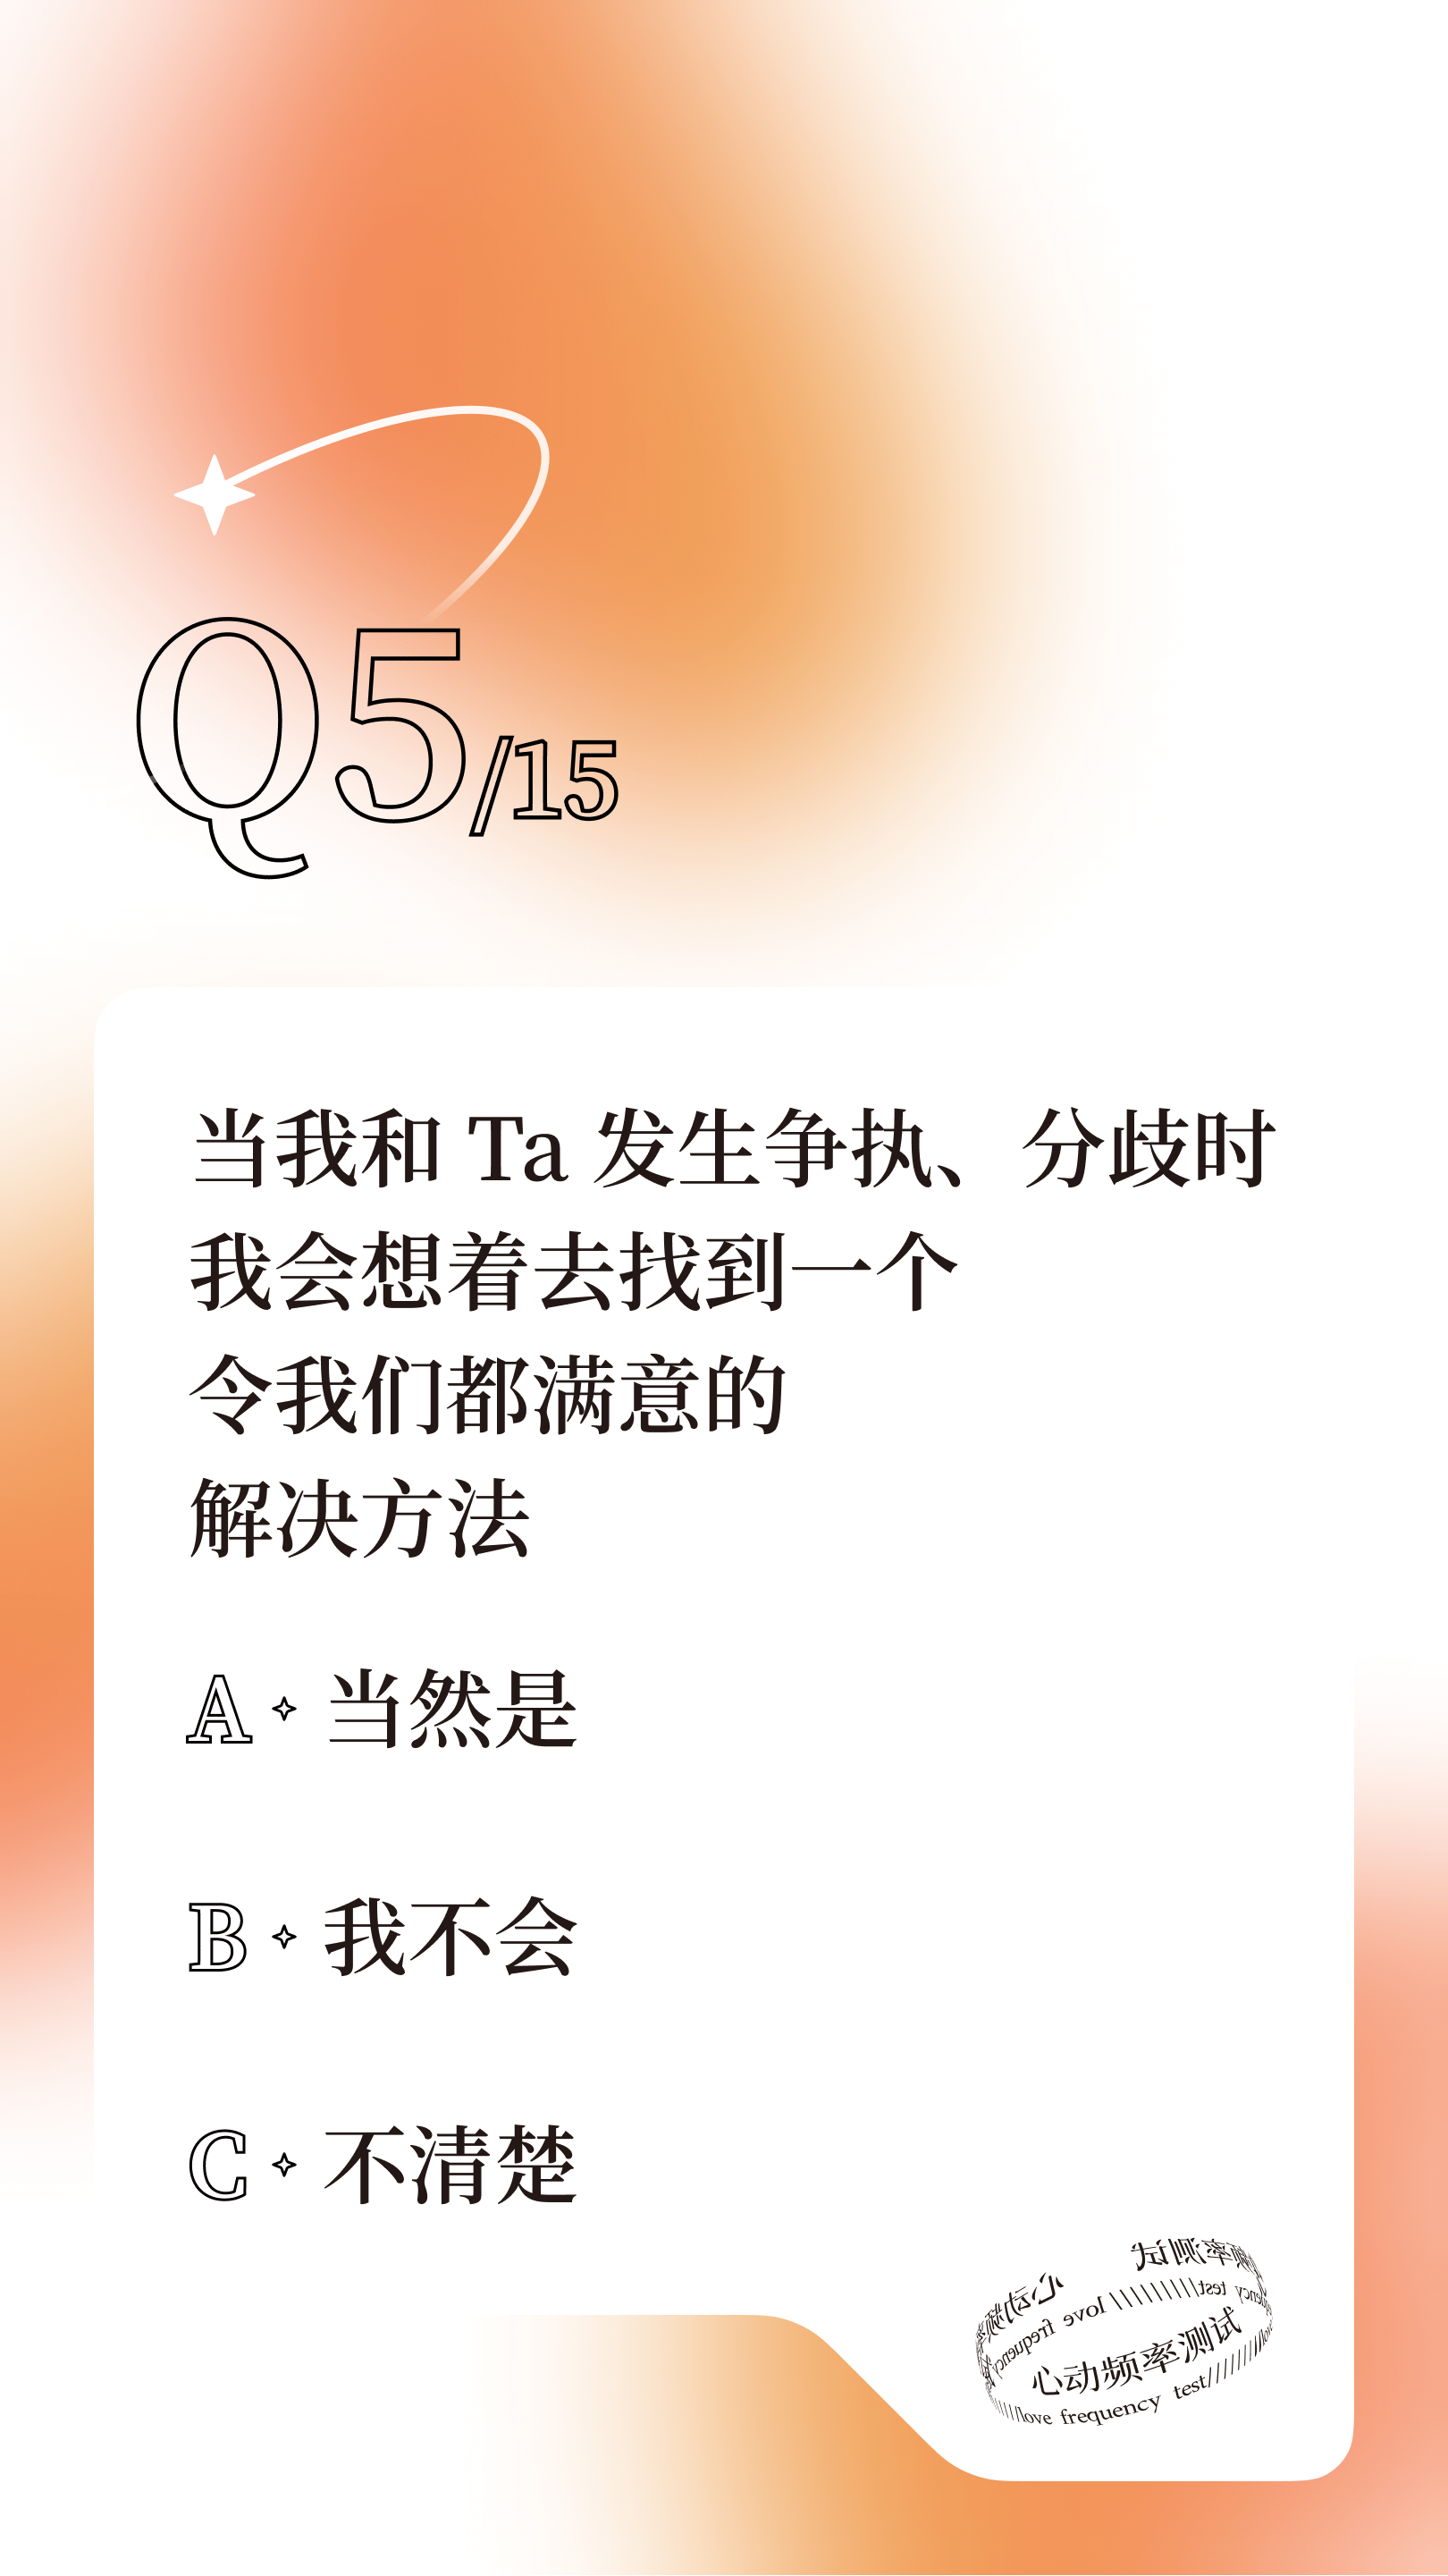 Q5/15
当我和 Ta 发生争执、分歧时
我会想着去找到一个
令我们都满意的
解决方法
A 当然是
B 我不会
C 不清楚
心动频率测试
love frequency test
心动频率测试
love frequency test